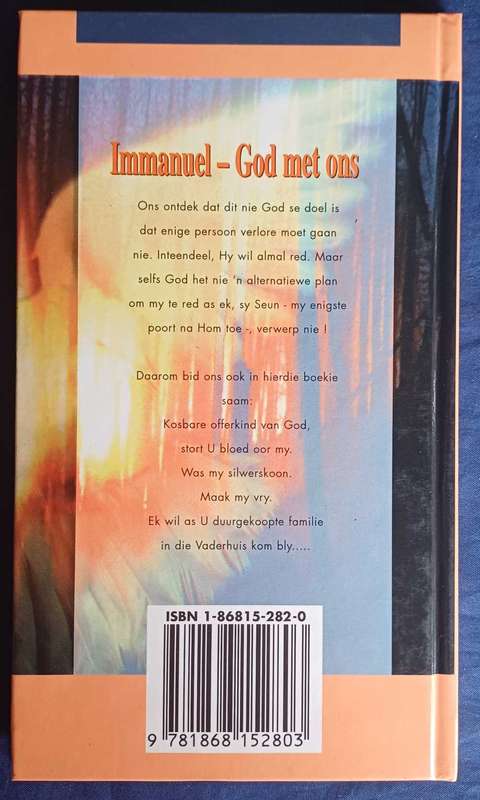 Immanuel – God met ons
Ons ontdek dat dit nie God se doel is
dat enige persoon verlore moet gaan
nie. Inteendeel, Hy wil almal red. Maar
selfs God het nie 'n alternatiewe plan
om my te red as ek, sy Seun - my enigste
poort na Hom toe -, verwerp nie !
Daarom bid ons ook in hierdie boekie
saam:
Kosbare offerkind van God,
stort U bloed oor my.
Was my silwerskoon.
Maak my vry.
Ek wil as U duurgekoopte familie
in die Vaderhuis kom bly.....
ISBN 1-86815-282-0
9 781868 152803